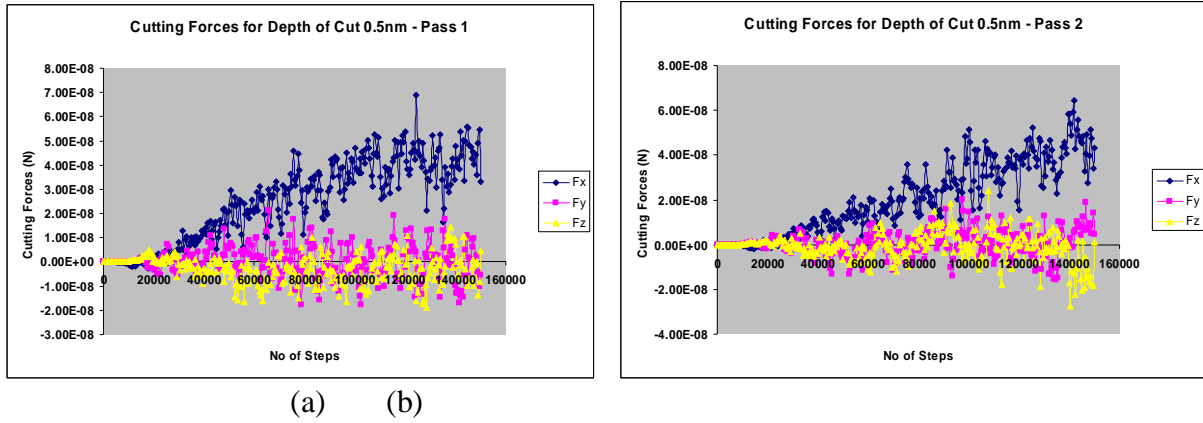 Cutting Forces for Depth of Cut 0.5nm - Pass 1
8.00E-08
7.00E-08
6.00E-08
5.00E-08
4.00E-08
3.00E-08
2.00E-08
1.00E-08
0.00E+00
-1.00E-08
-2.00E-08
-3.00E-08
Cutting Forces (N)
0 20000 40000 60000 80000 100000 120000 140000 160000
No of Steps
Fx
Fy
Fz
Cutting Forces for Depth of Cut 0.5nm - Pass 2
8.00E-08
6.00E-08
4.00E-08
2.00E-08
0.00E+00
-2.00E-08
-4.00E-08
Cutting Forces (N)
0 20000 40000 60000 80000 100000 120000 140000 160000
No of Steps
Fx
Fy
Fz
(a) (b)